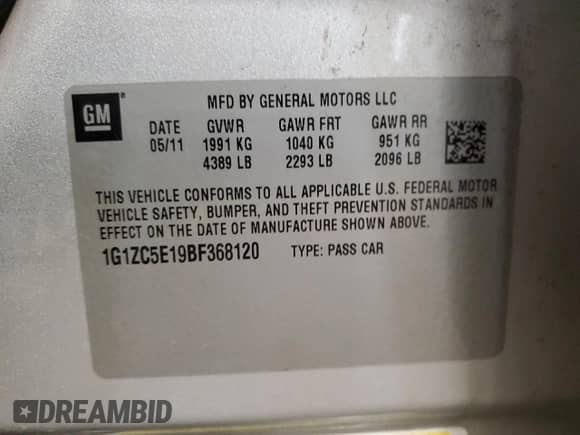 GM ®
MFD BY GENERAL MOTORS LLC
DATE GVWR GAWR FRT GAWR RR
05/11 1991 KG 1040 KG 951 KG
4389 LB 2293 LB 2096 LB
THIS VEHICLE CONFORMS TO ALL APPLICABLE U.S. FEDERAL MOTOR
VEHICLE SAFETY, BUMPER, AND THEFT PREVENTION STANDARDS IN
EFFECT ON THE DATE OF MANUFACTURE SHOWN ABOVE.
1G1ZC5E19BF368120 TYPE: PASS CAR
DREAMBID